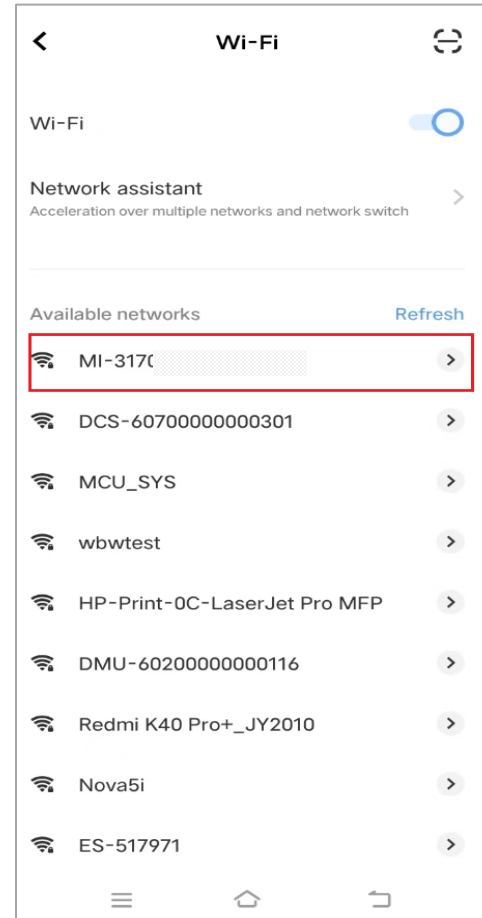 Wi-Fi
Wi-Fi
Network assistant
Acceleration over multiple networks and network switch
Available networks Refresh
MI-3170
DCS-60700000000301
MCU_SYS
wbwtest
HP-Print-0C-LaserJet Pro MFP
DMU-60200000000116
Redmi K40 Pro+_JY2010
Nova5i
ES-517971